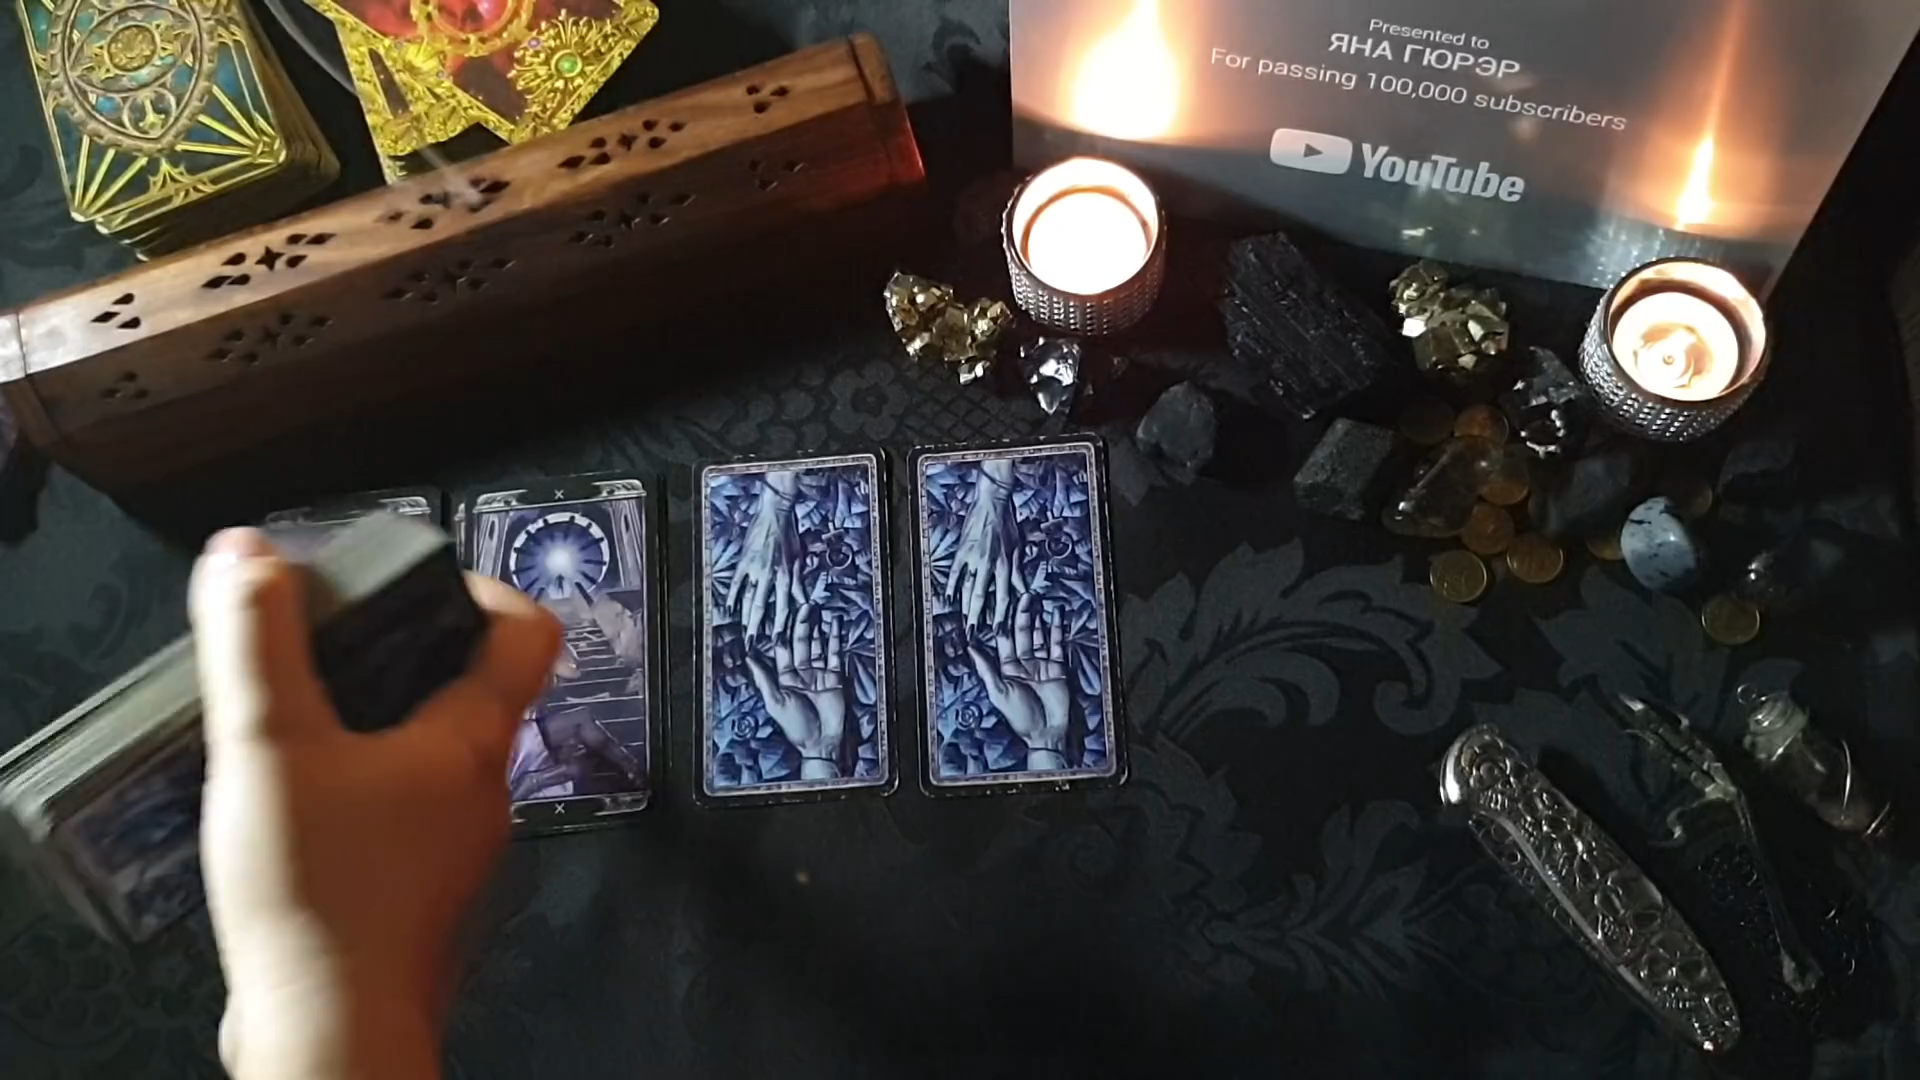 Presented to
ЯНА ГЮРЭР
For passing 100,000 subscribers
YouTube
X
X